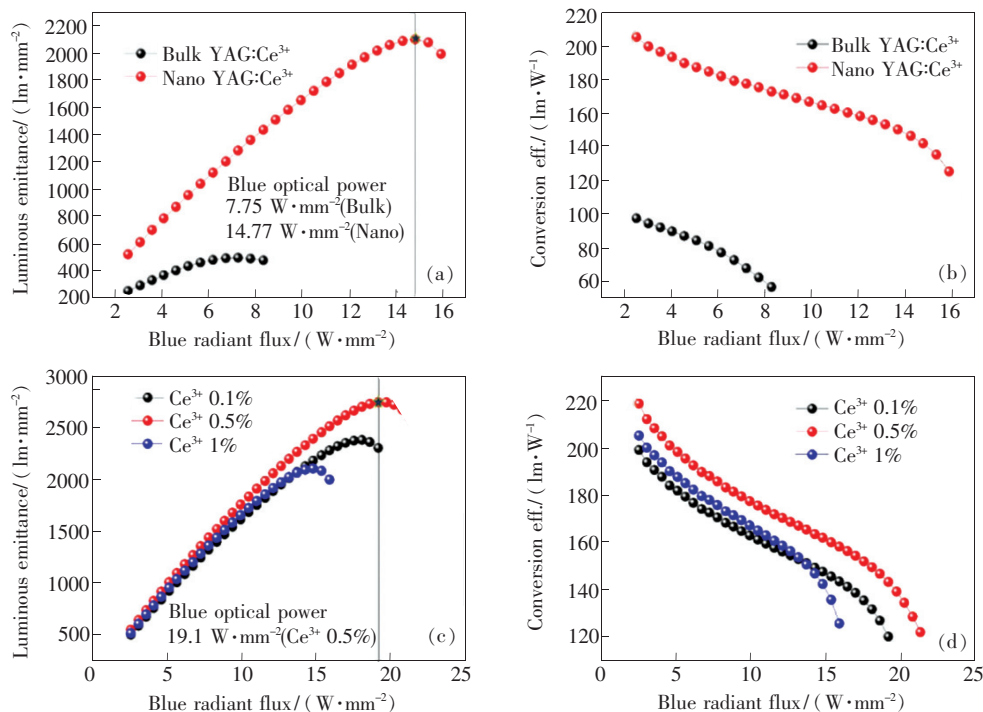 Luminous emittance/(lm·mm⁻²)
2200
2000
1800
1600
1400
1200
1000
800
600
400
200
Bulk YAG:Ce³⁺
Nano YAG:Ce³⁺
Blue optical power
7.75 W·mm⁻²(Bulk)
14.77 W·mm⁻²(Nano)
(a)
2 4 6 8 10 12 14 16
Blue radiant flux/(W·mm⁻²)
Conversion eff./(lm·W⁻¹)
220
200
180
160
140
120
100
80
60
Bulk YAG:Ce³⁺
Nano YAG:Ce³⁺
(b)
2 4 6 8 10 12 14 16
Blue radiant flux/(W·mm⁻²)
Luminous emittance/(lm·mm⁻²)
3000
2500
2000
1500
1000
500
Ce³⁺ 0.1%
Ce³⁺ 0.5%
Ce³⁺ 1%
Blue optical power
19.1 W·mm⁻²(Ce³⁺ 0.5%)
(c)
0 5 10 15 20 25
Blue radiant flux/(W·mm⁻²)
Conversion eff./(lm·W⁻¹)
220
200
180
160
140
120
Ce³⁺ 0.1%
Ce³⁺ 0.5%
Ce³⁺ 1%
(d)
0 5 10 15 20 25
Blue radiant flux/(W·mm⁻²)